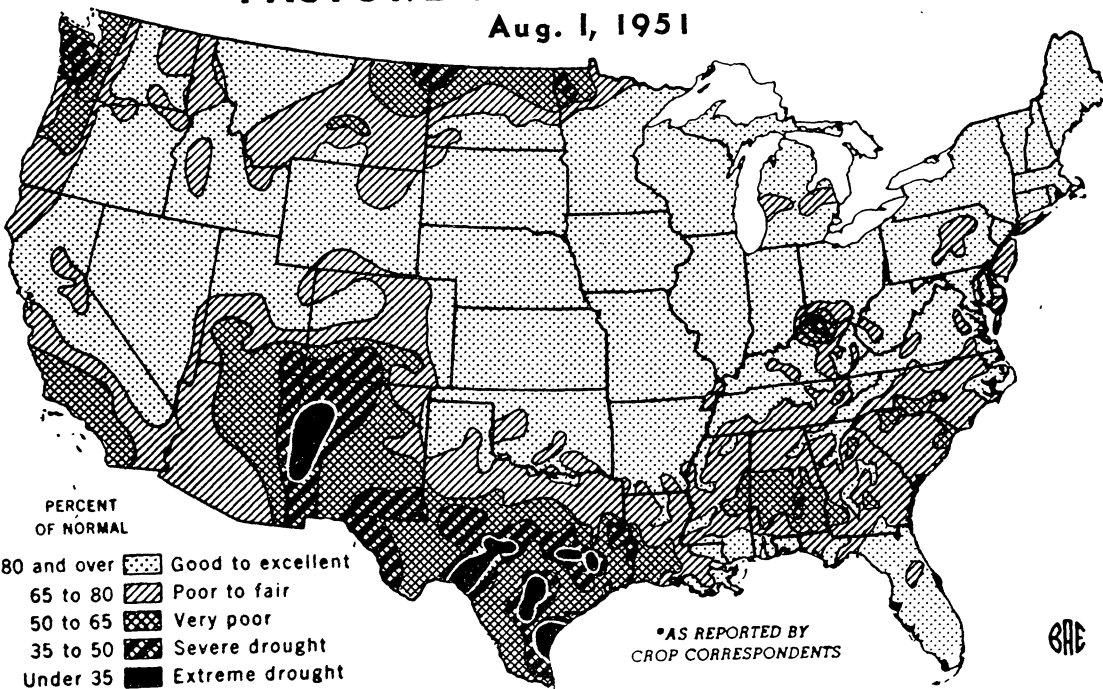 Aug. 1, 1951
PERCENT
OF NORMAL
80 and over Good to excellent
65 to 80 Poor to fair
50 to 65 Very poor
35 to 50 Severe drought
Under 35 Extreme drought
*AS REPORTED BY
CROP CORRESPONDENTS
BAE